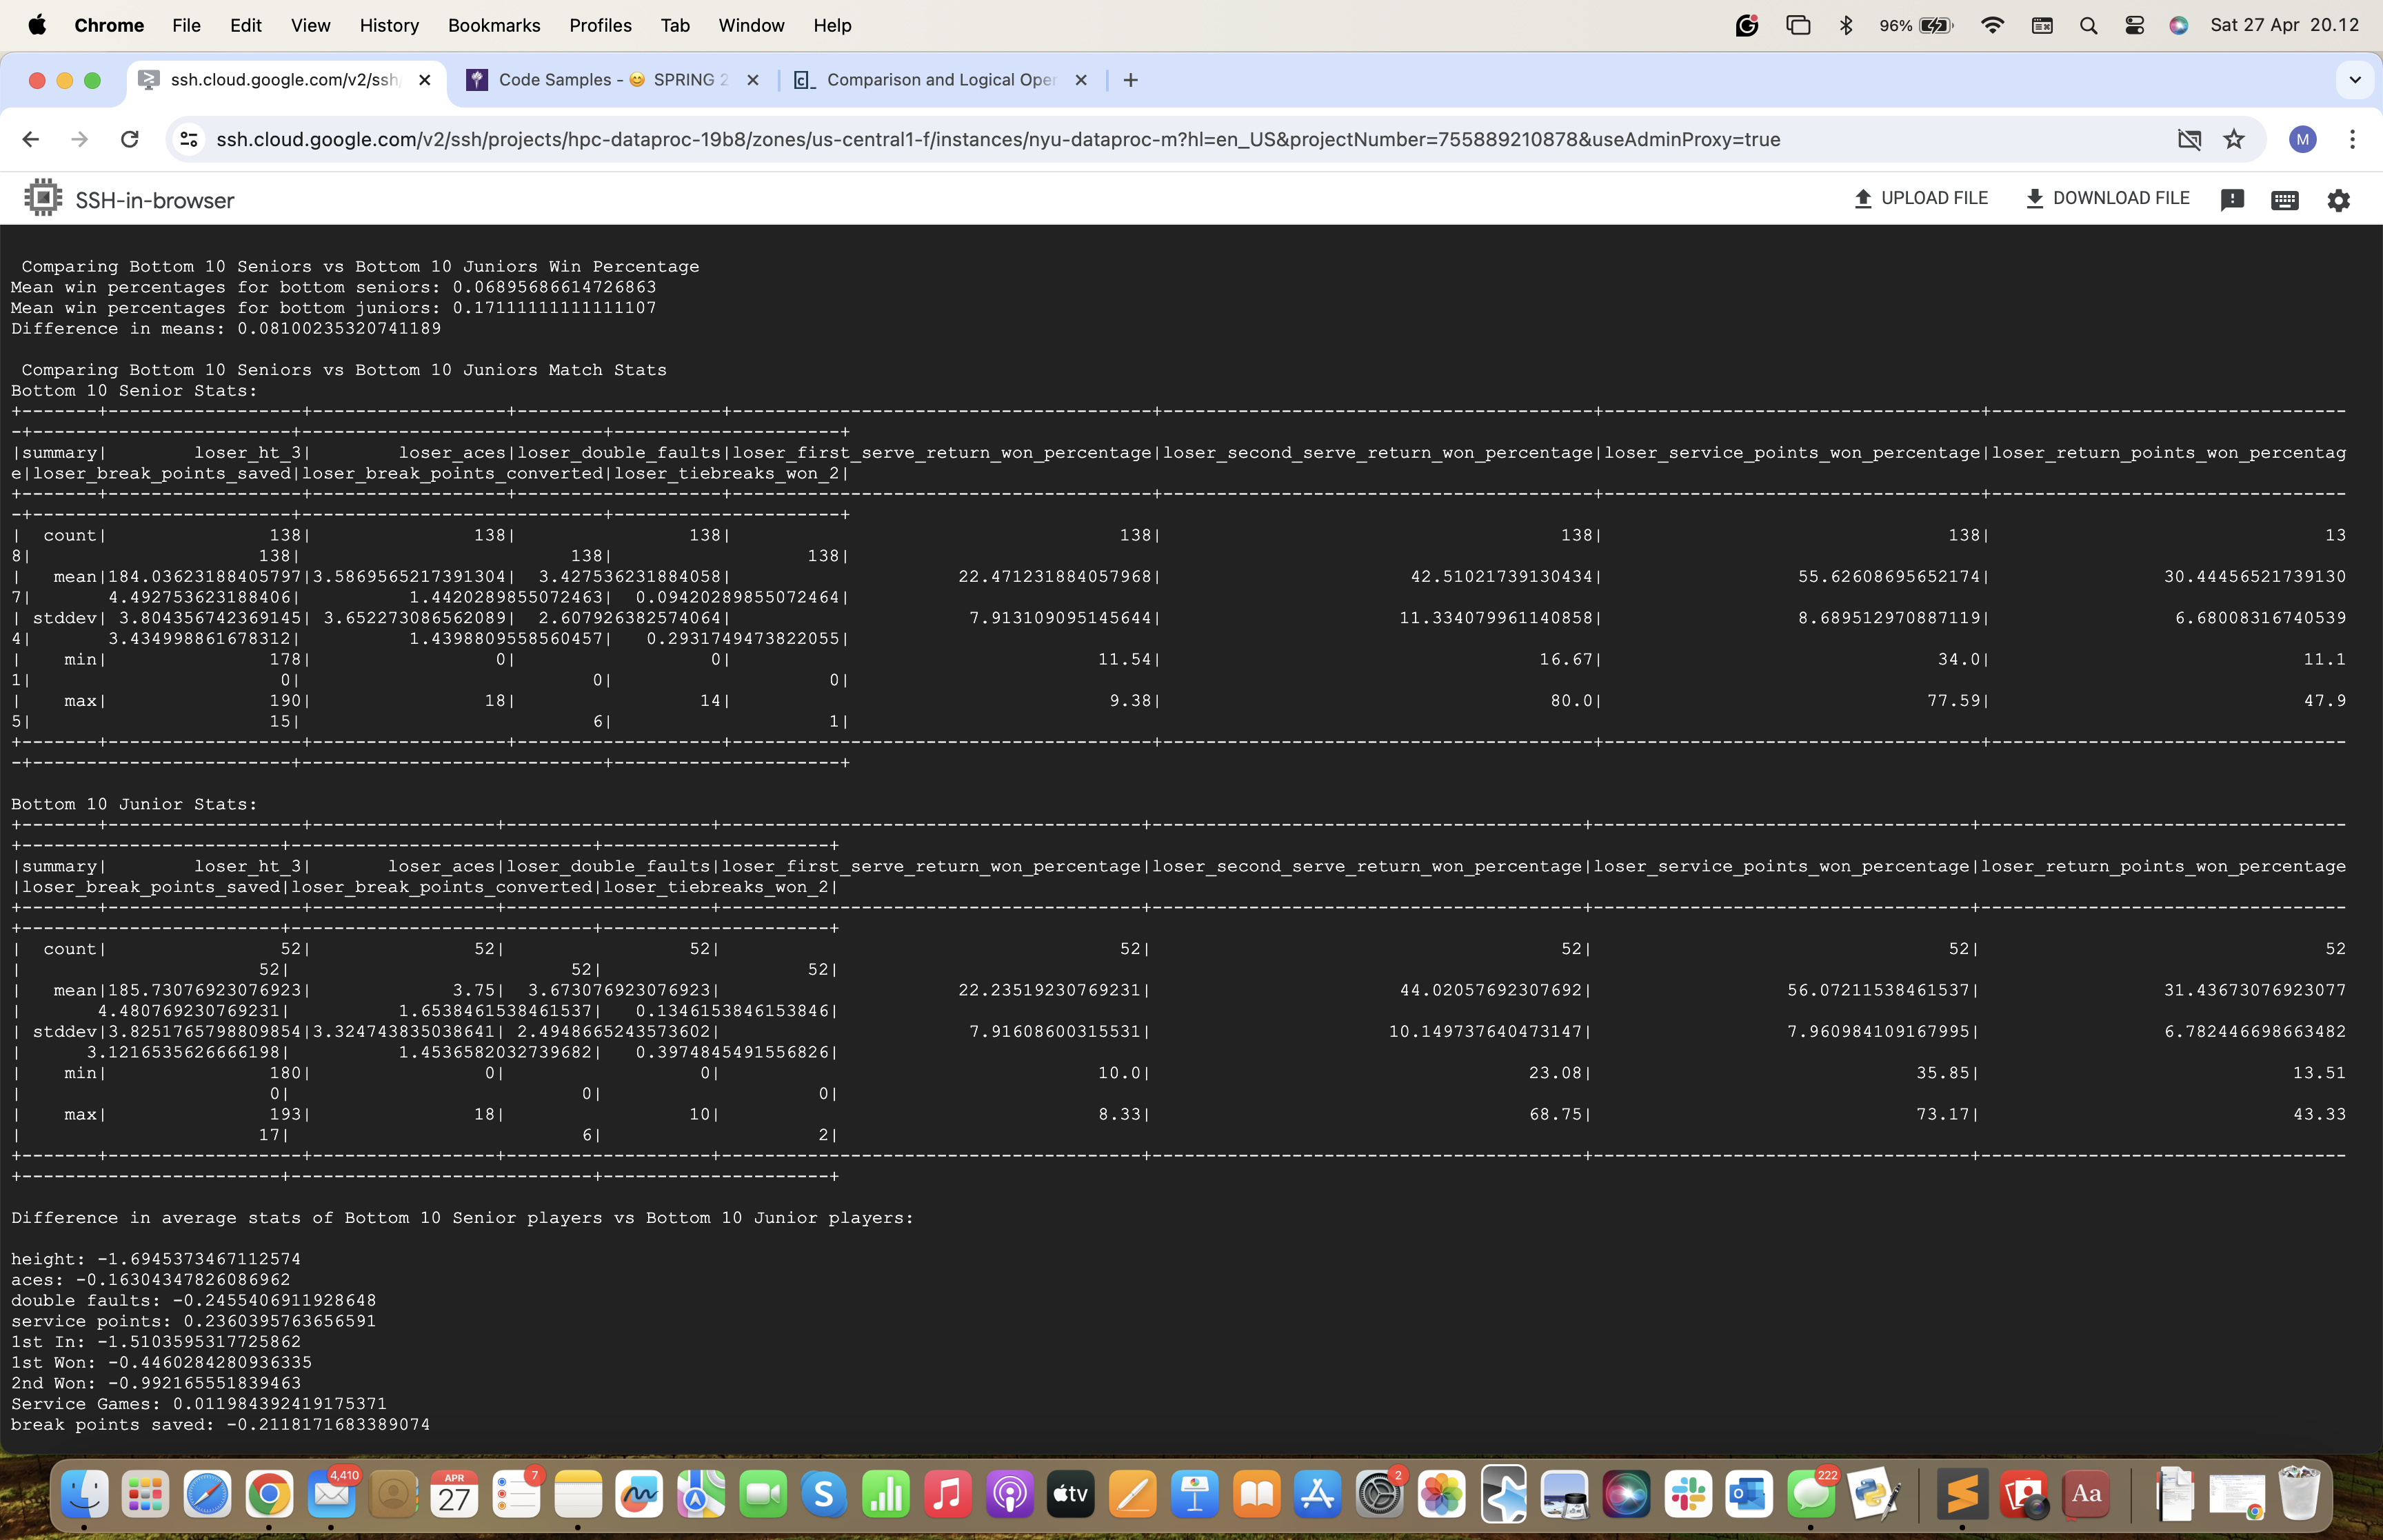 Chrome File Edit View History Bookmarks Profiles Tab Window Help 96% Sat 27 Apr 20.12
ssh.cloud.google.com/v2/ssh/ Code Samples - 😊 SPRING 2 Comparison and Logical Oper
ssh.cloud.google.com/v2/ssh/projects/hpc-dataproc-19b8/zones/us-central1-f/instances/nyu-dataproc-m?hl=en_US&projectNumber=755889210878&useAdminProxy=true M
SSH-in-browser UPLOAD FILE DOWNLOAD FILE
Comparing Bottom 10 Seniors vs Bottom 10 Juniors Win Percentage
Mean win percentages for bottom seniors: 0.06895686614726863
Mean win percentages for bottom juniors: 0.17111111111111107
Difference in means: 0.08100235320741189
Comparing Bottom 10 Seniors vs Bottom 10 Juniors Match Stats
Bottom 10 Senior Stats:
|summary| loser_ht_3| loser_aces|loser_double_faults|loser_first_serve_return_won_percentage|loser_second_serve_return_won_percentage|loser_service_points_won_percentage|loser_return_points_won_percentag
e|loser_break_points_saved|loser_break_points_converted|loser_tiebreaks_won_2|
| count| 138| 138| 138| 138| 138| 138| 13
8| 138| 138| 138|
| mean|184.03623188405797|3.5869565217391304| 3.427536231884058| 22.471231884057968| 42.51021739130434| 55.62608695652174| 30.44456521739130
7| 4.492753623188406| 1.4420289855072463| 0.09420289855072464|
| stddev| 3.804356742369145| 3.652273086562089| 2.607926382574064| 7.913109095145644| 11.334079961140858| 8.689512970887119| 6.68008316740539
4| 3.434998861678312| 1.4398809558560457| 0.2931749473822055|
| min| 178| 0| 0| 11.54| 16.67| 34.0| 11.1
1| 0| 0| 0|
| max| 190| 18| 14| 9.38| 80.0| 77.59| 47.9
5| 15| 6| 1|
Bottom 10 Junior Stats:
|summary| loser_ht_3| loser_aces|loser_double_faults|loser_first_serve_return_won_percentage|loser_second_serve_return_won_percentage|loser_service_points_won_percentage|loser_return_points_won_percentage
|loser_break_points_saved|loser_break_points_converted|loser_tiebreaks_won_2|
| count| 52| 52| 52| 52| 52| 52| 52
| 52| 52| 52|
| mean|185.73076923076923| 3.75| 3.673076923076923| 22.23519230769231| 44.02057692307692| 56.07211538461537| 31.43673076923077
| 4.480769230769231| 1.6538461538461537| 0.1346153846153846|
| stddev|3.8251765798809854|3.324743835038641| 2.4948665243573602| 7.91608600315531| 10.149737640473147| 7.960984109167995| 6.782446698663482
| 3.1216535626666198| 1.4536582032739682| 0.3974845491556826|
| min| 180| 0| 0| 10.0| 23.08| 35.85| 13.51
| 0| 0| 0|
| max| 193| 18| 10| 8.33| 68.75| 73.17| 43.33
| 17| 6| 2|
Difference in average stats of Bottom 10 Senior players vs Bottom 10 Junior players:
height: -1.6945373467112574
aces: -0.16304347826086962
double faults: -0.2455406911928648
service points: 0.2360395763656591
1st In: -1.5103595317725862
1st Won: -0.4460284280936335
2nd Won: -0.992165551839463
Service Games: 0.011984392419175371
break points saved: -0.2118171683389074
4,410 APR 27 7 tv 2 222 Aa